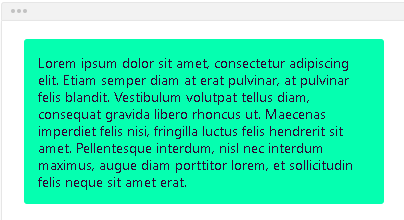 Lorem ipsum dolor sit amet, consectetur adipiscing
elit. Etiam semper diam at erat pulvinar, at pulvinar
felis blandit. Vestibulum volutpat tellus diam,
consequat gravida libero rhoncus ut. Maecenas
imperdiet felis nisi, fringilla luctus felis hendrerit sit
amet. Pellentesque interdum, nisl nec interdum
maximus, augue diam porttitor lorem, et sollicitudin
felis neque sit amet erat.